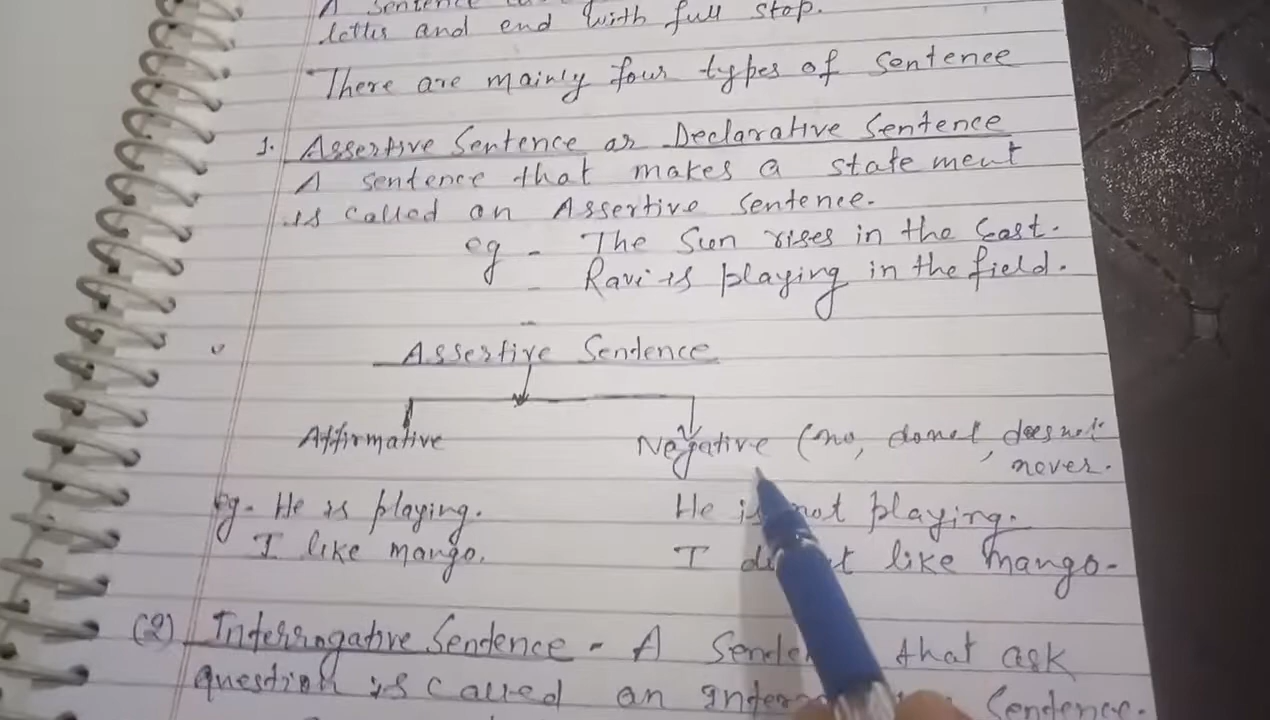 A Sentence
letter and end with full stop.
There are mainly four types of Sentence
1. Assertive Sentence or Declarative Sentence
A sentence that makes a statement
is called an Assertive Sentence.
eg - The Sun rises in the East.
- Ravi is playing in the field.
-
Assertive Sentence
Affirmative Negative (no, donot, does not,
never.
eg. He is playing. He is not playing.
I like mango. I like mango.
(2) Interrogative Sentence - A that ask
question is called an Sentence.